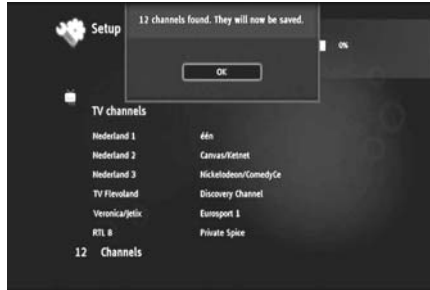 Setup
12 channels found. They will now be saved.
0%
OK
TV channels
Nederland 1
één
Nederland 2
Canvas/Ketnet
Nederland 3
Nickelodeon/ComedyCe
TV Flevoland
Discovery Channel
Veronica/Jetix
Eurosport 1
RTL 8
Private Spice
12 Channels